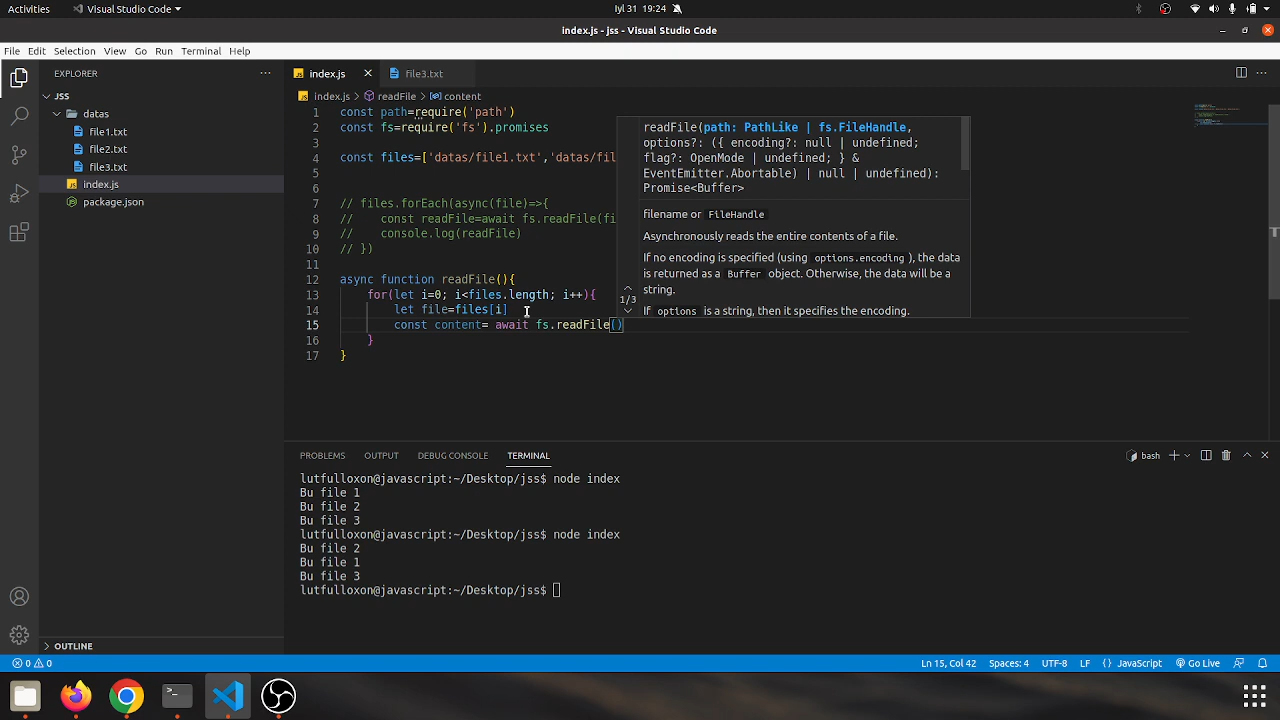 Activities
Visual Studio Code
Iyl 31 19:24
index.js - jss - Visual Studio Code
File Edit Selection View Go Run Terminal Help
EXPLORER
JSS
datas
file1.txt
file2.txt
file3.txt
index.js
package.json
OUTLINE
index.js
file3.txt
index.js > readFile > content
1 const path=require('path')
2 const fs=require('fs').promises
3
4 const files=['datas/file1.txt','datas/fil
5
6
7 // files.forEach(async(file)=>{
8 //     const readFile=await fs.readFile(fi
9 //     console.log(readFile)
10 // })
11
12 async function readFile(){
13     for(let i=0; i<files.length; i++){
14         let file=files[i]
15         const content= await fs.readFile()
16     }
17 }
readFile(path: PathLike | fs.FileHandle,
options?: ({ encoding?: null | undefined;
flag?: OpenMode | undefined; } &
EventEmitter.Abortable) | null | undefined):
Promise<Buffer>
filename or FileHandle
Asynchronously reads the entire contents of a file.
If no encoding is specified (using options.encoding), the data
is returned as a Buffer object. Otherwise, the data will be a
string.
1/3
If options is a string, then it specifies the encoding.
PROBLEMS OUTPUT DEBUG CONSOLE TERMINAL
bash
lutfulloxon@javascript:~/Desktop/jss$ node index
Bu file 1
Bu file 2
Bu file 3
lutfulloxon@javascript:~/Desktop/jss$ node index
Bu file 2
Bu file 1
Bu file 3
lutfulloxon@javascript:~/Desktop/jss$
0 0
Ln 15, Col 42 Spaces: 4 UTF-8 LF {} JavaScript Go Live